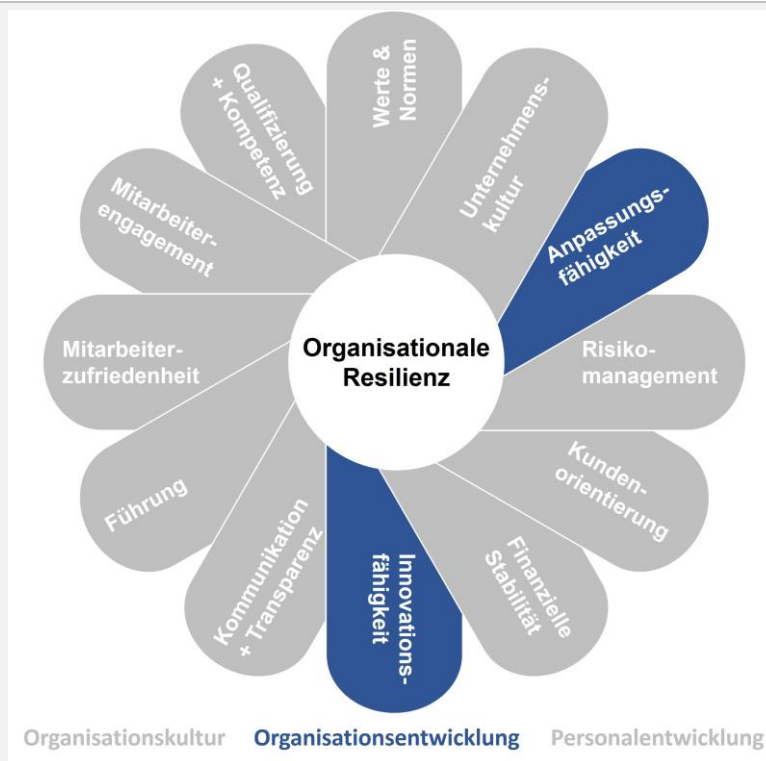 Werte &
Normen
Unternehmens-
kultur
Anpassungs-
fähigkeit
Risiko-
management
Kunden-
orientierung
Finanzielle
Stabilität
Innovations-
fähigkeit
Kommunikation
+ Transparenz
Führung
Mitarbeiter-
zufriedenheit
Mitarbeiter-
engagement
Qualifizierung
+ Kompetenz
Organisationale
Resilienz
Organisationskultur Organisationsentwicklung Personalentwicklung